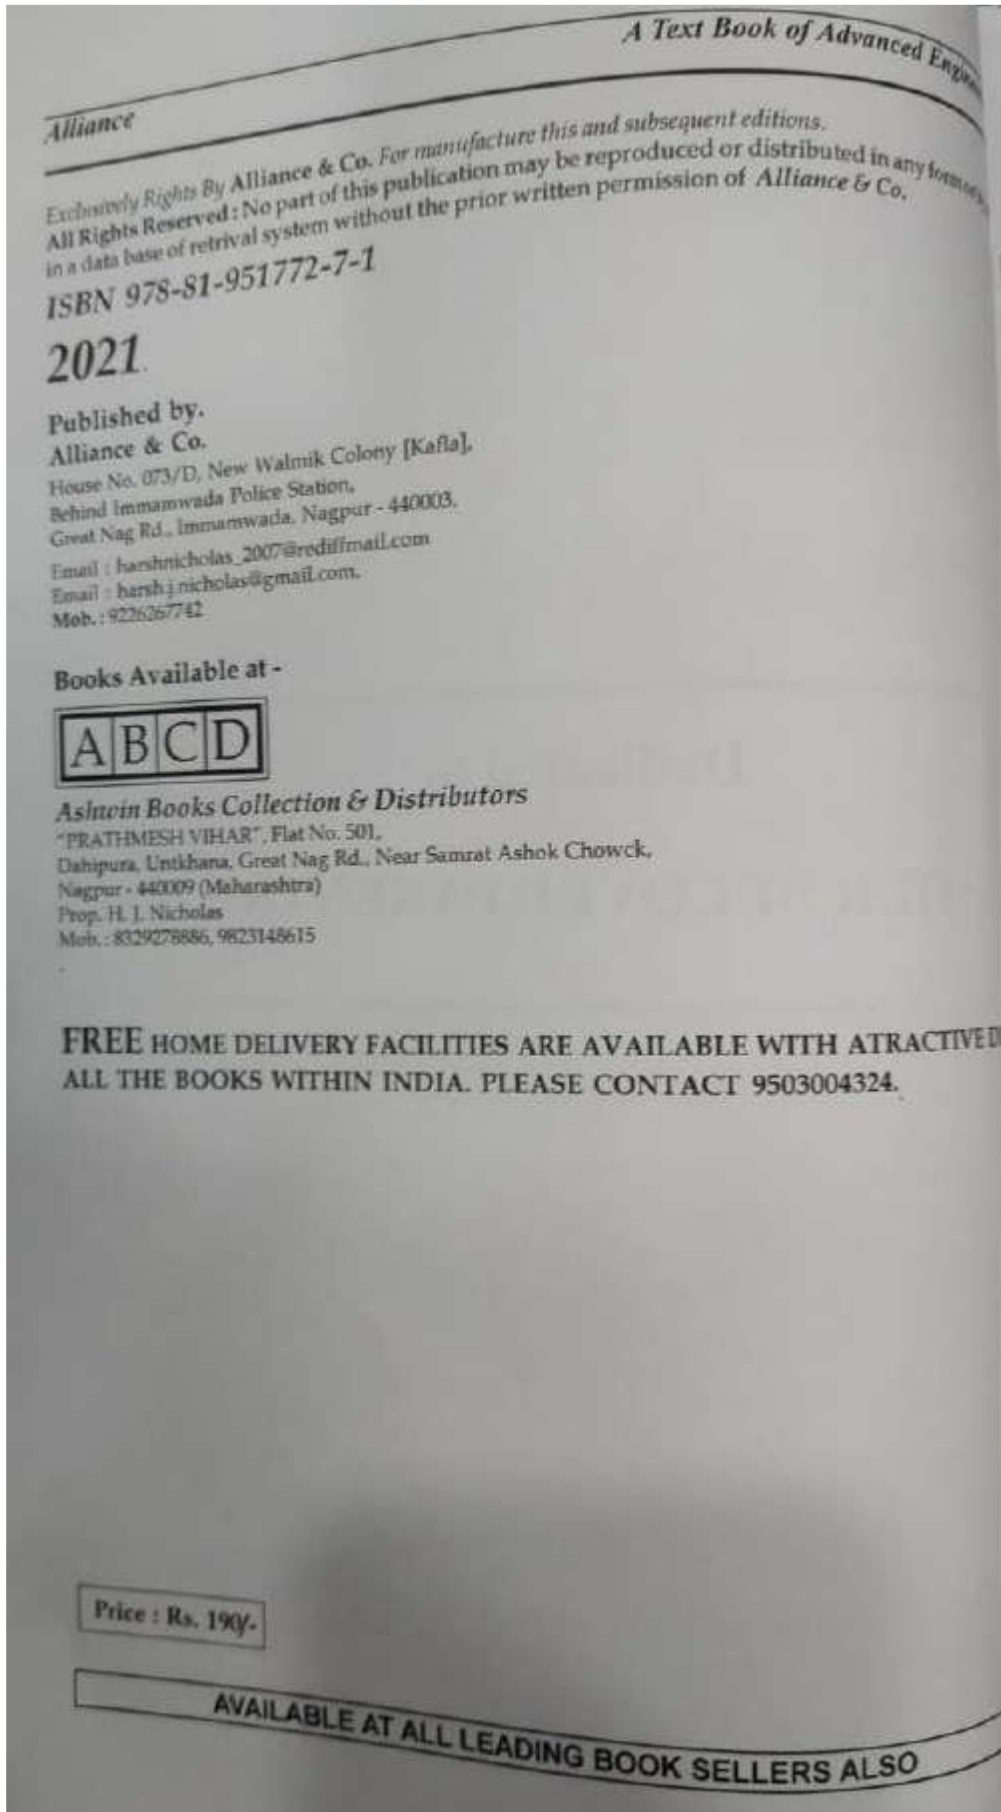 A Text Book of Advanced
Alliance
Exclusively Rights By Alliance & Co. For manufacture this and subsequent editions.
All Rights Reserved : No part of this publication may be reproduced or distributed in any form
in a data base of retrival system without the prior written permission of Alliance & Co.
ISBN 978-81-951772-7-1
2021
Published by.
Alliance & Co.
House No. 073/D, New Walmik Colony [Kafla],
Behind Immamwada Police Station,
Great Nag Rd., Immamwada, Nagpur - 440003.
Email : harshnicholas_2007@rediffmail.com
Email : harsh.j.nicholas@gmail.com.
Mob. : 9226267742
Books Available at -
ABCD
Ashwin Books Collection & Distributors
"PRATHMESH VIHAR", Flat No. 501,
Dahipura, Untkhana, Great Nag Rd., Near Samrat Ashok Chowck,
Nagpur - 440009 (Maharashtra)
Prop. H. J. Nicholas
Mob. : 8329278886, 9823148615
FREE HOME DELIVERY FACILITIES ARE AVAILABLE WITH ATRACTIVE
ALL THE BOOKS WITHIN INDIA. PLEASE CONTACT 9503004324.
Price : Rs. 190/-
AVAILABLE AT ALL LEADING BOOK SELLERS ALSO